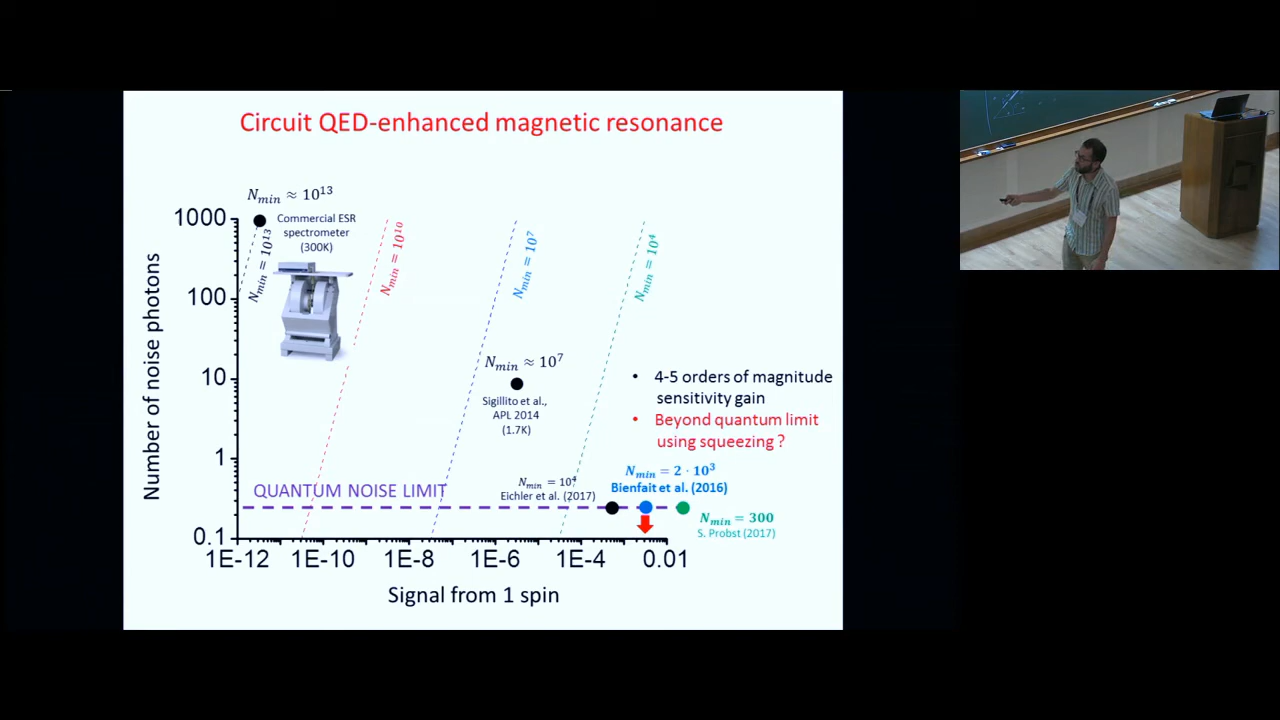 Circuit QED-enhanced magnetic resonance
N_min ≈ 10^13
Commercial ESR
spectrometer
(300K)
N_min = 10^13
N_min = 10^10
N_min = 10^7
N_min = 10^4
N_min ≈ 10^7
Sigillito et al.,
APL 2014
(1.7K)
• 4-5 orders of magnitude
sensitivity gain
• Beyond quantum limit
using squeezing ?
N_min = 2 · 10^3
Bienfait et al. (2016)
N_min = 10^4
Eichler et al. (2017)
QUANTUM NOISE LIMIT
N_min = 300
S. Probst (2017)
Number of noise photons
1000
100
10
1
0.1
1E-12 1E-10 1E-8 1E-6 1E-4 0.01
Signal from 1 spin